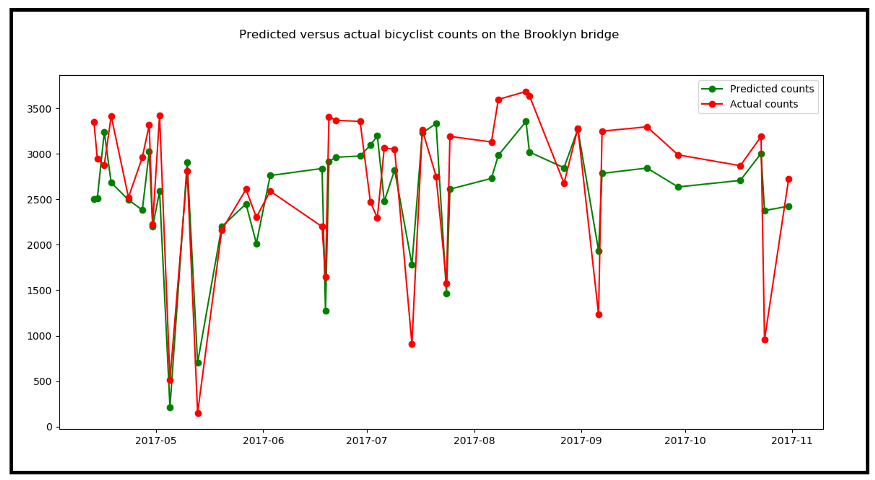 Predicted versus actual bicyclist counts on the Brooklyn bridge
Predicted counts
Actual counts
3500
3000
2500
2000
1500
1000
500
0
2017-05 2017-06 2017-07 2017-08 2017-09 2017-10 2017-11